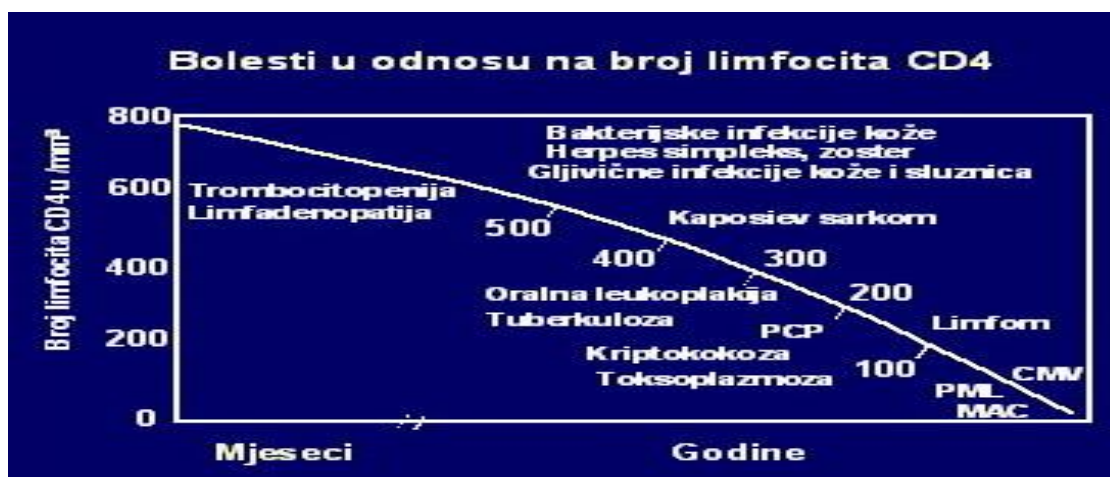 Bolesti u odnosu na broj limfocita CD4
Broj limfocita CD4 u /mm³
800
600
400
200
0
Bakterijske infekcije kože
Herpes simpleks, zoster
Gljivične infekcije kože i sluznica
Trombocitopenija
Limfadenopatija
500
Kaposiev sarkom
400
300
Oralna leukoplakija
200
Tuberkuloza
PCP
Limfom
Kriptokokoza
100
CMV
Toksoplazmoza
PML
MAC
Mjeseci
Godine